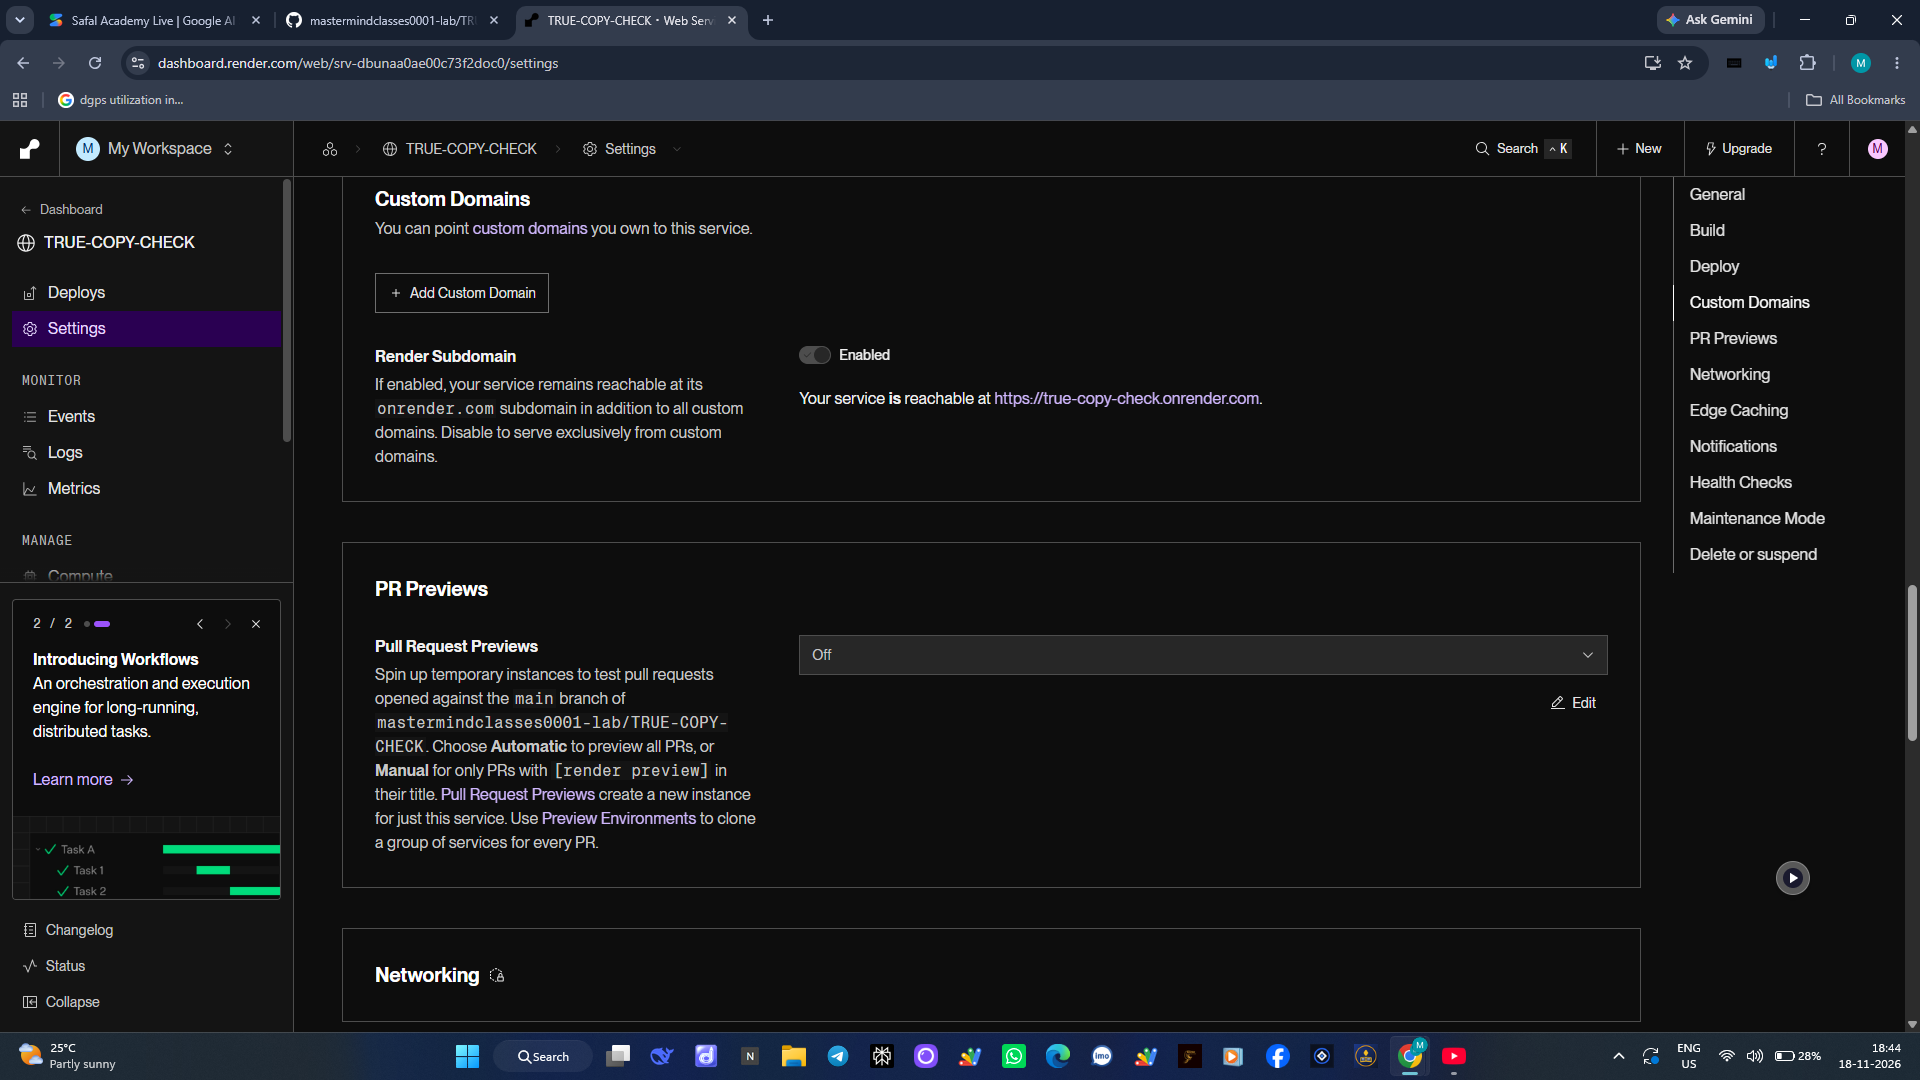 Safal Academy Live | Google AI
mastermindclasses0001-lab/TR
TRUE-COPY-CHECK · Web Serv
Ask Gemini
dashboard.render.com/web/srv-dbunaa0ae00c73f2doc0/settings
M
dgps utilization in...
All Bookmarks
M My Workspace
TRUE-COPY-CHECK
Settings
Search ^ K
+ New
Upgrade
?
M
← Dashboard
TRUE-COPY-CHECK
Deploys
Settings
MONITOR
Events
Logs
Metrics
MANAGE
Compute
2 / 2
Introducing Workflows
An orchestration and execution
engine for long-running,
distributed tasks.
Learn more →
Task A
Task 1
Task 2
Changelog
Status
Collapse
Custom Domains
You can point custom domains you own to this service.
+ Add Custom Domain
Render Subdomain
If enabled, your service remains reachable at its
onrender.com subdomain in addition to all custom
domains. Disable to serve exclusively from custom
domains.
Enabled
Your service is reachable at https://true-copy-check.onrender.com.
PR Previews
Pull Request Previews
Spin up temporary instances to test pull requests
opened against the main branch of
mastermindclasses0001-lab/TRUE-COPY-
CHECK. Choose Automatic to preview all PRs, or
Manual for only PRs with [render preview] in
their title. Pull Request Previews create a new instance
for just this service. Use Preview Environments to clone
a group of services for every PR.
Off
Edit
Networking
General
Build
Deploy
Custom Domains
PR Previews
Networking
Edge Caching
Notifications
Health Checks
Maintenance Mode
Delete or suspend
25°C
Partly sunny
Search
N
imo
M
ENG
US
28%
18:44
18-11-2026